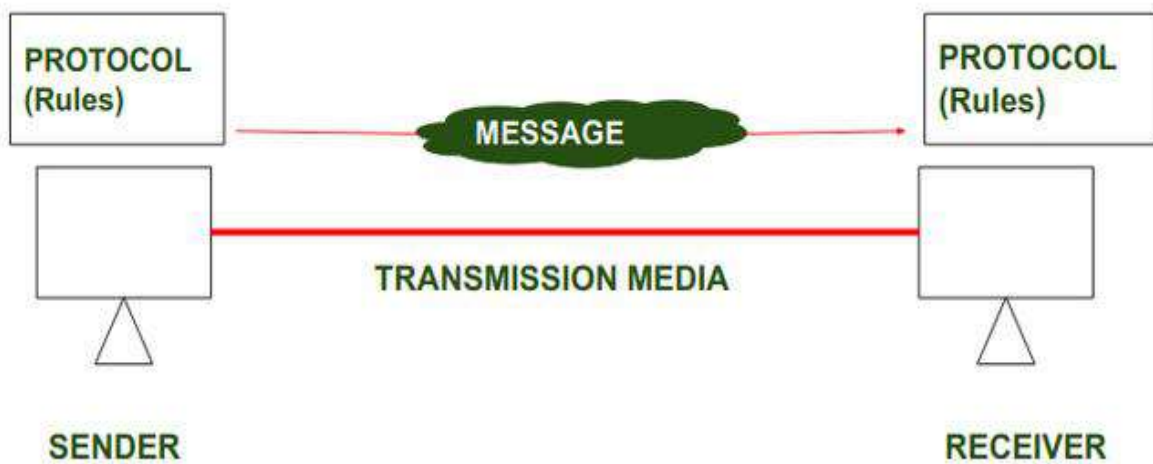 PROTOCOL
(Rules)
MESSAGE
PROTOCOL
(Rules)
TRANSMISSION MEDIA
SENDER
RECEIVER